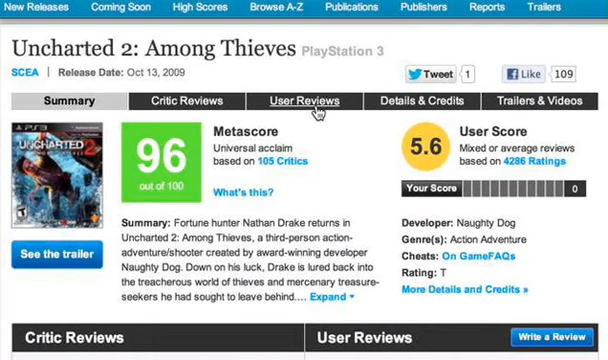 New Releases Coming Soon High Scores Browse A-Z Publications Publishers Reports Trailers
Uncharted 2: Among Thieves PlayStation 3
SCEA | Release Date: Oct 13, 2009
Tweet 1 Like 109
Summary Critic Reviews User Reviews Details & Credits Trailers & Videos
PS3
UNCHARTED 2
See the trailer
96
out of 100
Metascore
Universal acclaim
based on 105 Critics
What's this?
Summary: Fortune hunter Nathan Drake returns in
Uncharted 2: Among Thieves, a third-person action-
adventure/shooter created by award-winning developer
Naughty Dog. Down on his luck, Drake is lured back into
the treacherous world of thieves and mercenary treasure-
seekers he had sought to leave behind.... Expand
5.6
User Score
Mixed or average reviews
based on 4286 Ratings
Your Score 0
Developer: Naughty Dog
Genre(s): Action Adventure
Cheats: On GameFAQs
Rating: T
More Details and Credits »
Critic Reviews
User Reviews Write a Review